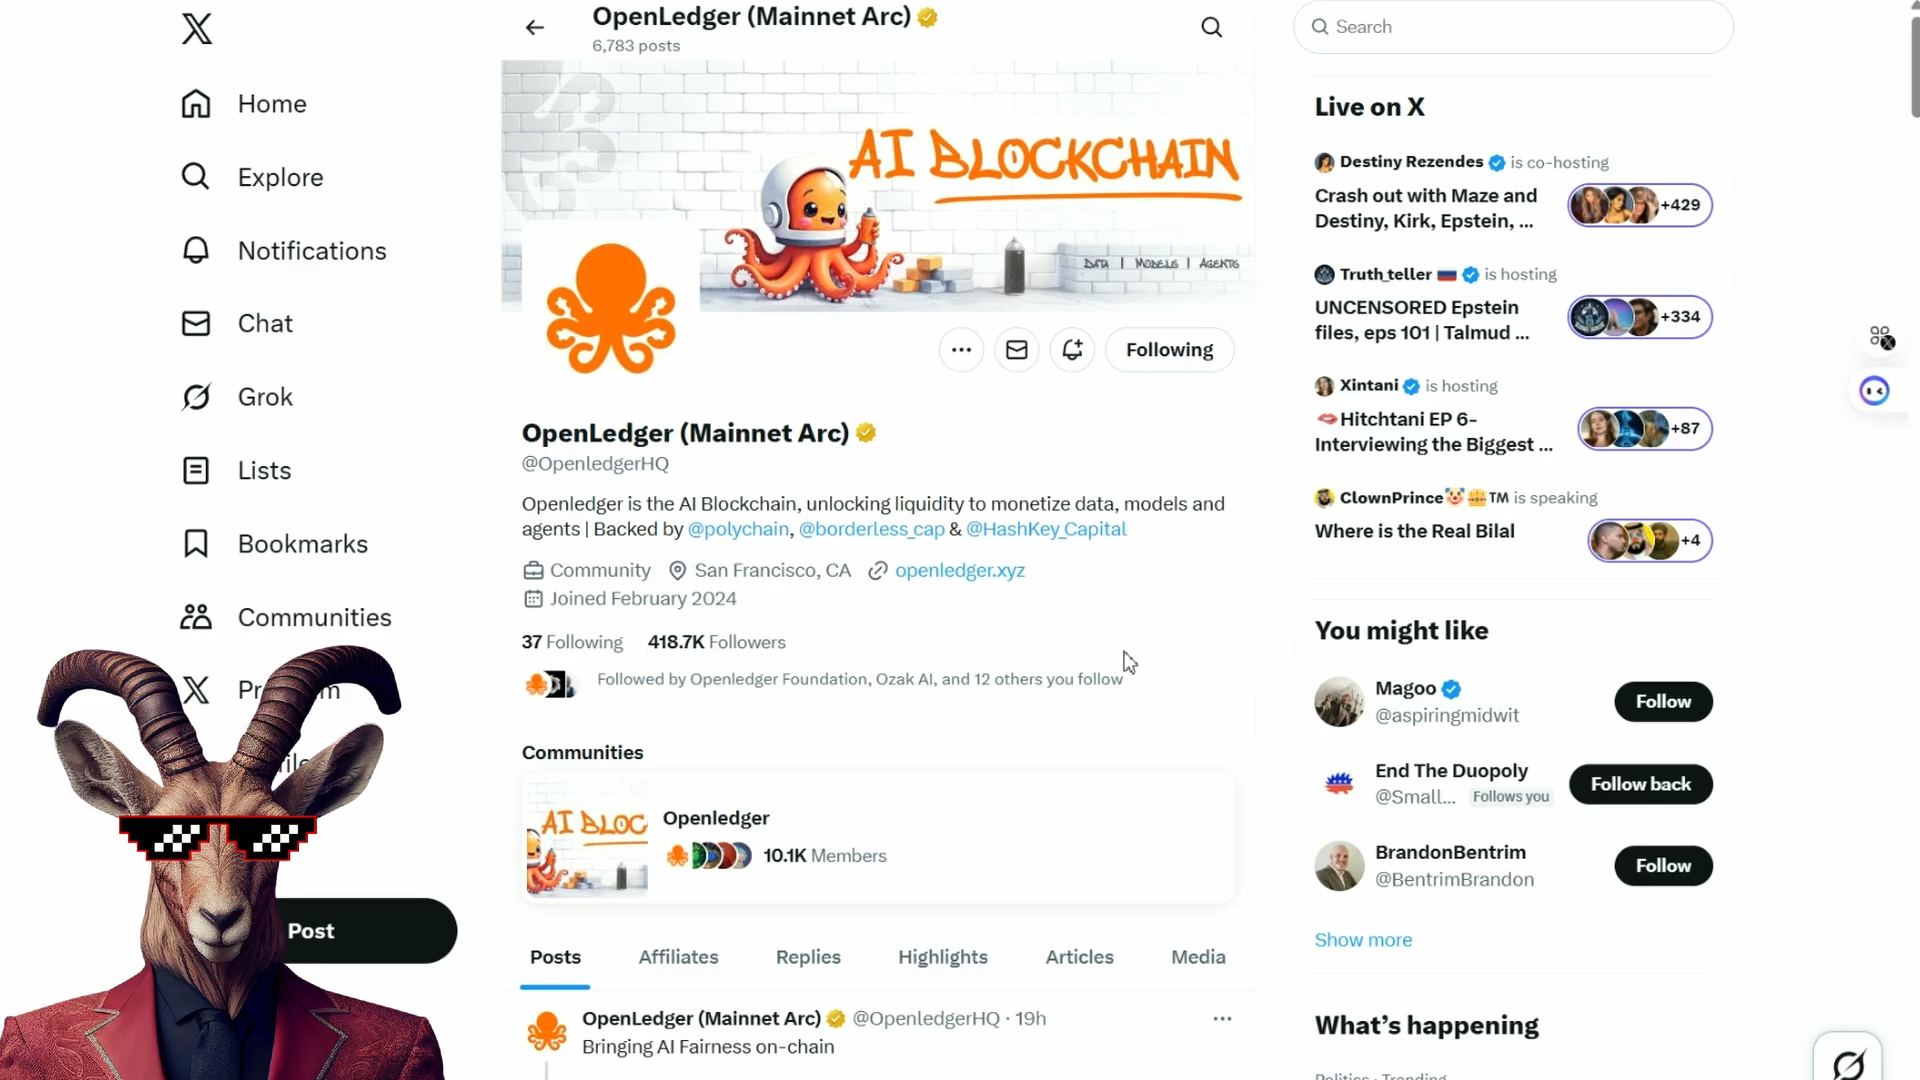 Home
Explore
Notifications
Chat
Grok
Lists
Bookmarks
Communities
Post
OpenLedger (Mainnet Arc)
6,783 posts
AI BLOCKCHAIN
DATA | MODELS | AGENTS
Following
OpenLedger (Mainnet Arc)
@OpenledgerHQ
Openledger is the AI Blockchain, unlocking liquidity to monetize data, models and
agents | Backed by @polychain, @borderless_cap & @HashKey_Capital
Community San Francisco, CA openledger.xyz
Joined February 2024
37 Following 418.7K Followers
Followed by Openledger Foundation, Ozak AI, and 12 others you follow
Communities
AI BLOC
Openledger
10.1K Members
Posts Affiliates Replies Highlights Articles Media
OpenLedger (Mainnet Arc) @OpenledgerHQ · 19h
Bringing AI Fairness on-chain
Search
Live on X
Destiny Rezendes is co-hosting
Crash out with Maze and
Destiny, Kirk, Epstein, ...
+429
Truth_teller 🇷🇺 is hosting
UNCENSORED Epstein
files, eps 101 | Talmud ...
+334
Xintani is hosting
🫦Hitchtani EP 6-
Interviewing the Biggest ...
+87
ClownPrince🤡👑TM is speaking
Where is the Real Bilal
+4
You might like
Magoo
@aspiringmidwit
Follow
End The Duopoly
@Small... Follows you
Follow back
BrandonBentrim
@BentrimBrandon
Follow
Show more
What's happening
Politics · Trending